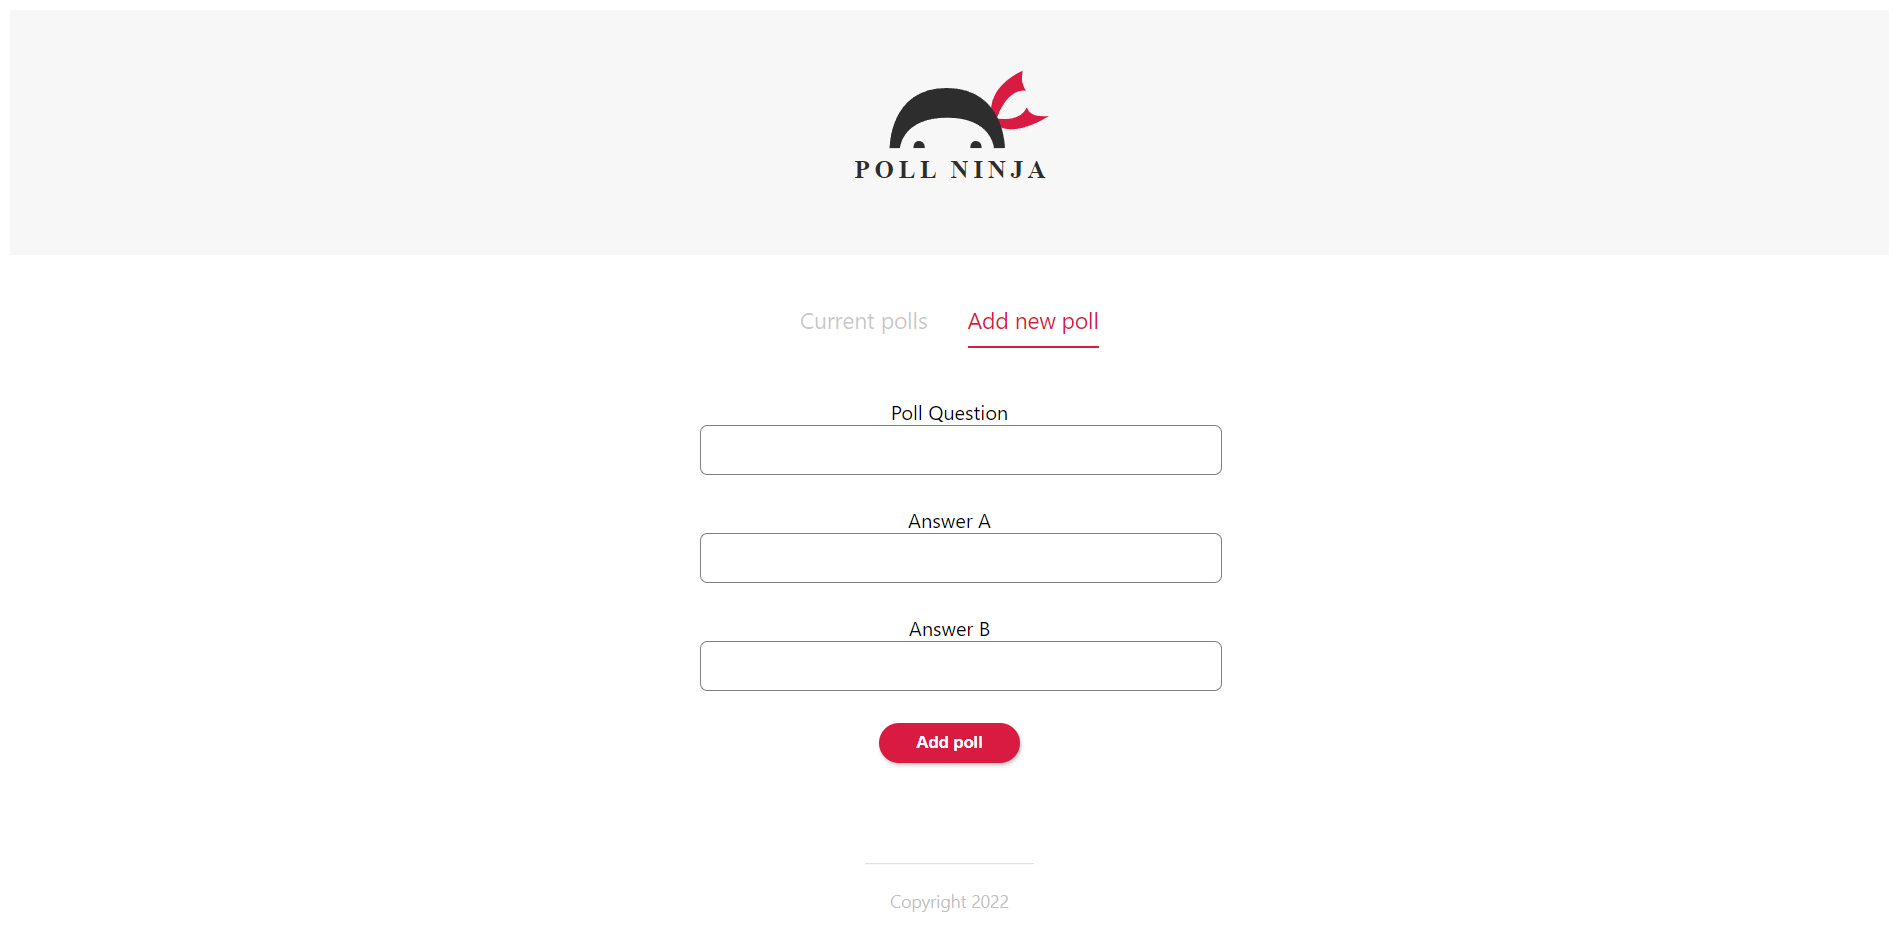 POLL NINJA
Current polls Add new poll
Poll Question
Answer A
Answer B
Add poll
Copyright 2022